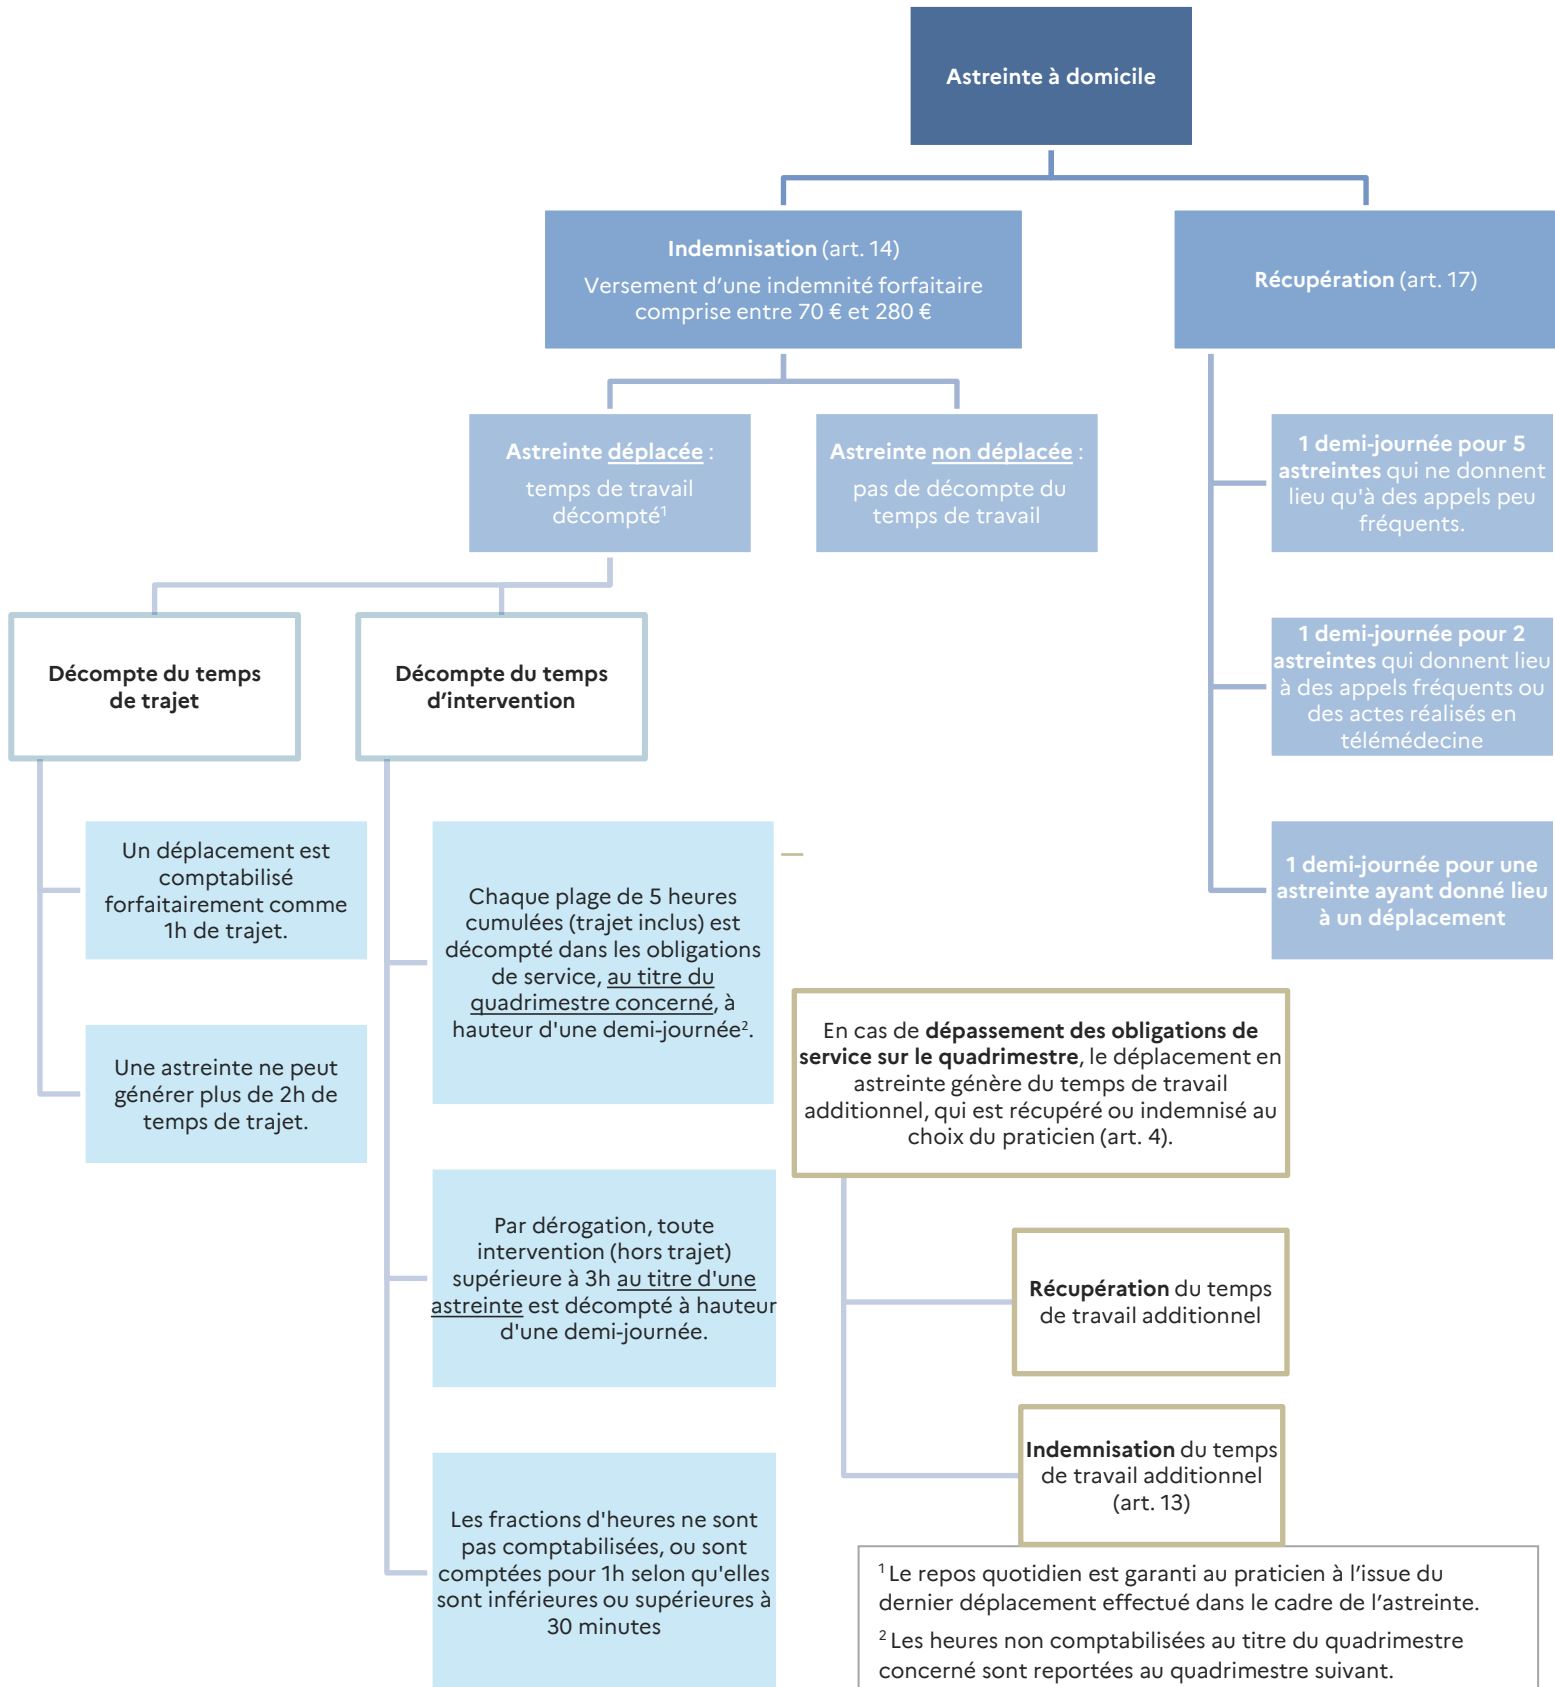 Astreinte à domicile
Indemnisation (art. 14)
Versement d’une indemnité forfaitaire
comprise entre 70 € et 280 €
Récupération (art. 17)
Astreinte déplacée :
temps de travail
décompté¹
Astreinte non déplacée :
pas de décompte du
temps de travail
1 demi-journée pour 5
astreintes qui ne donnent
lieu qu'à des appels peu
fréquents.
1 demi-journée pour 2
astreintes qui donnent lieu
à des appels fréquents ou
des actes réalisés en
télémédecine
1 demi-journée pour une
astreinte ayant donné lieu
à un déplacement
Décompte du temps
de trajet
Décompte du temps
d’intervention
Un déplacement est
comptabilisé
forfaitairement comme
1h de trajet.
Une astreinte ne peut
générer plus de 2h de
temps de trajet.
Chaque plage de 5 heures
cumulées (trajet inclus) est
décompté dans les obligations
de service, au titre du
quadrimestre concerné, à
hauteur d'une demi-journée².
Par dérogation, toute
intervention (hors trajet)
supérieure à 3h au titre d'une
astreinte est décompté à hauteur
d'une demi-journée.
Les fractions d'heures ne sont
pas comptabilisées, ou sont
comptées pour 1h selon qu'elles
sont inférieures ou supérieures à
30 minutes
En cas de dépassement des obligations de
service sur le quadrimestre, le déplacement en
astreinte génère du temps de travail
additionnel, qui est récupéré ou indemnisé au
choix du praticien (art. 4).
Récupération du temps
de travail additionnel
Indemnisation du temps
de travail additionnel
(art. 13)
¹ Le repos quotidien est garanti au praticien à l’issue du
dernier déplacement effectué dans le cadre de l’astreinte.
² Les heures non comptabilisées au titre du quadrimestre
concerné sont reportées au quadrimestre suivant.